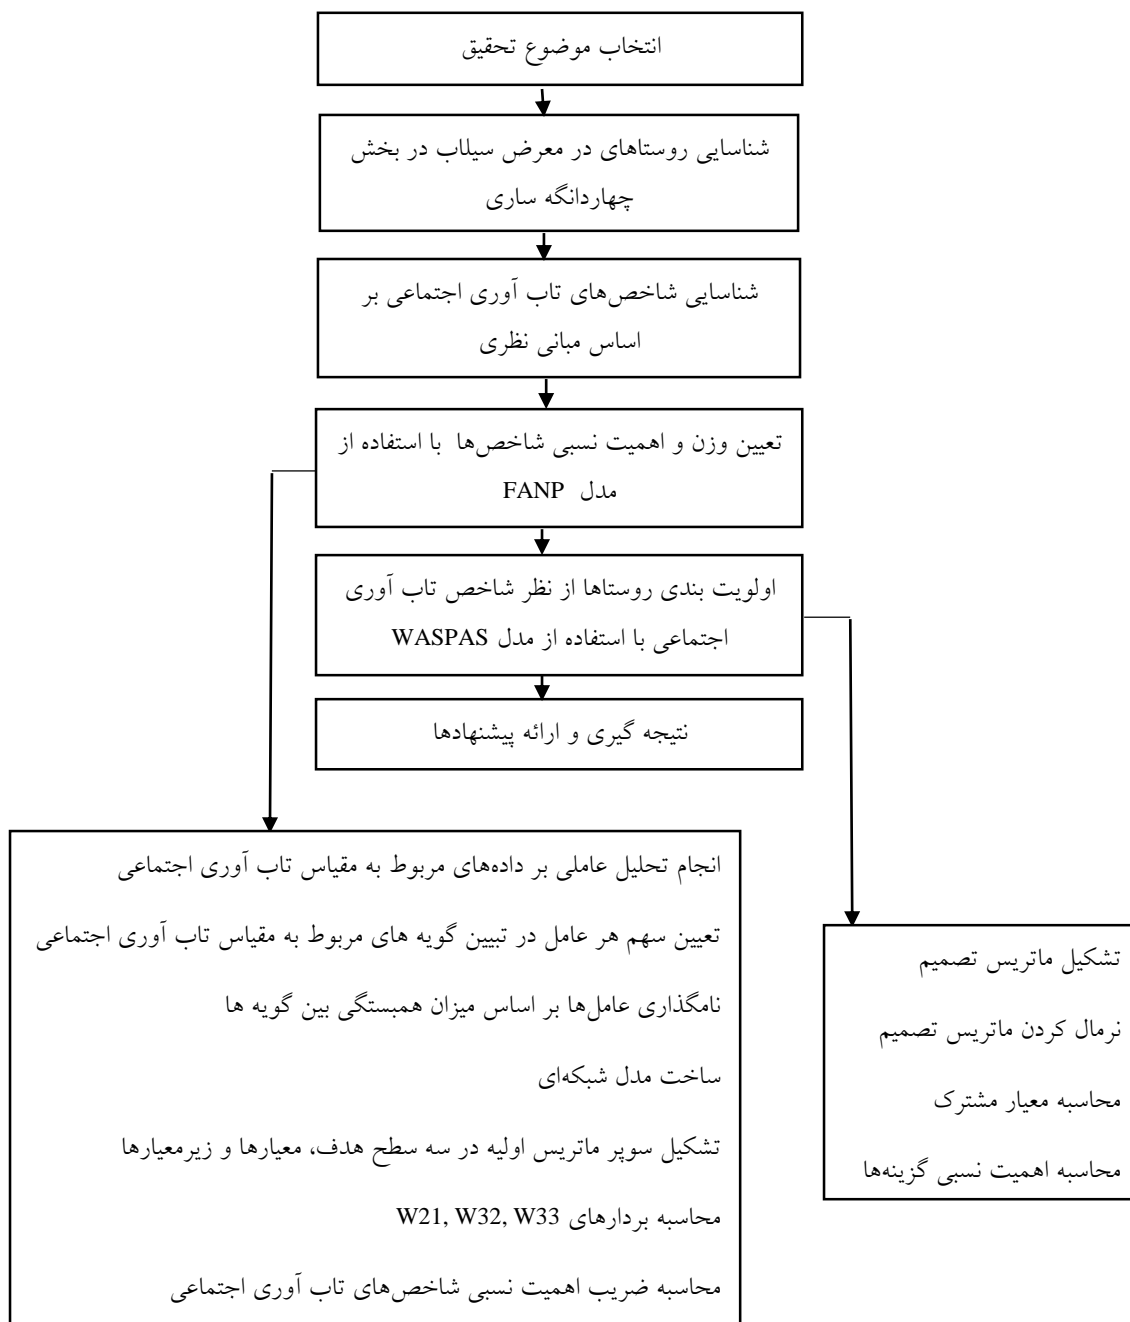 انتخاب موضوع تحقیق
شناسایی روستاهای در معرض سیلاب در بخش
چهاردانگه ساری
شناسایی شاخص‌های تاب آوری اجتماعی بر
اساس مبانی نظری
تعیین وزن و اهمیت نسبی شاخص‌ها با استفاده از
مدل FANP
اولویت بندی روستاها از نظر شاخص تاب آوری
اجتماعی با استفاده از مدل WASPAS
نتیجه گیری و ارائه پیشنهادها
انجام تحلیل عاملی بر داده‌های مربوط به مقیاس تاب آوری اجتماعی
تعیین سهم هر عامل در تبیین گویه های مربوط به مقیاس تاب آوری اجتماعی
نامگذاری عامل‌ها بر اساس میزان همبستگی بین گویه ها
ساخت مدل شبکه‌ای
تشکیل سوپر ماتریس اولیه در سه سطح هدف، معیارها و زیرمعیارها
محاسبه بردارهای W21, W32, W33
محاسبه ضریب اهمیت نسبی شاخص‌های تاب آوری اجتماعی
تشکیل ماتریس تصمیم
نرمال کردن ماتریس تصمیم
محاسبه معیار مشترک
محاسبه اهمیت نسبی گزینه‌ها